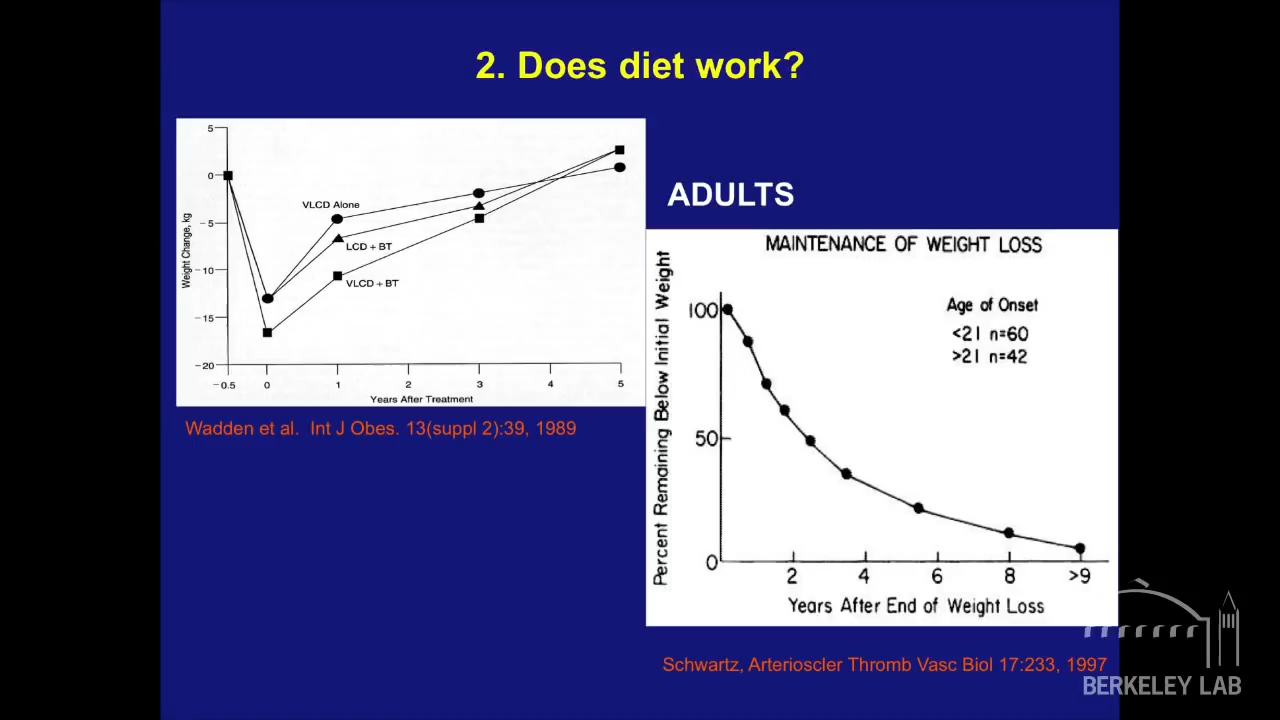 2. Does diet work?
5
0
−5
−10
−15
−20
Weight Change, kg
VLCD Alone
LCD + BT
VLCD + BT
−0.5 0 1 2 3 4 5
Years After Treatment
Wadden et al. Int J Obes. 13(suppl 2):39, 1989
ADULTS
MAINTENANCE OF WEIGHT LOSS
Percent Remaining Below Initial Weight
100
50
0
Age of Onset
<21 n=60
>21 n=42
2 4 6 8 >9
Years After End of Weight Loss
Schwartz, Arterioscler Thromb Vasc Biol 17:233, 1997
BERKELEY LAB